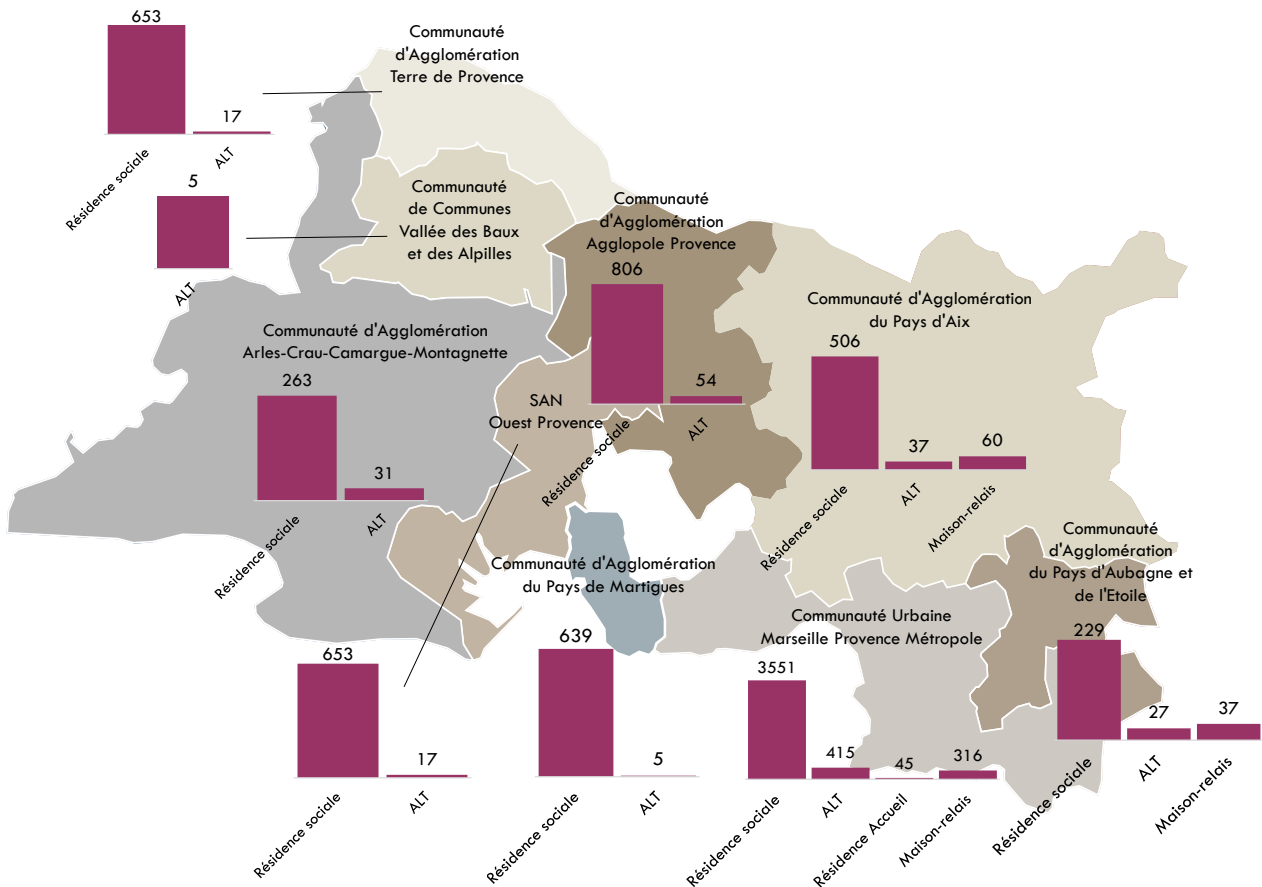 653
17
Résidence sociale
ALT
Communauté
d'Agglomération
Terre de Provence
5
ALT
Communauté
de Communes
Vallée des Baux
et des Alpilles
Communauté
d'Agglomération
Agglopole Provence
806
54
Résidence sociale
ALT
Communauté d'Agglomération
du Pays d'Aix
506
37
60
Résidence sociale
ALT
Maison-relais
Communauté d'Agglomération
Arles-Crau-Camargue-Montagnette
263
31
Résidence sociale
ALT
SAN
Ouest Provence
653
17
Résidence sociale
ALT
Communauté d'Agglomération
du Pays de Martigues
639
5
Résidence sociale
ALT
Communauté Urbaine
Marseille Provence Métropole
3551
415
45
316
Résidence sociale
ALT
Résidence Accueil
Maison-relais
Communauté
d'Agglomération
du Pays d'Aubagne et
de l'Etoile
229
27
37
Résidence sociale
ALT
Maison-relais